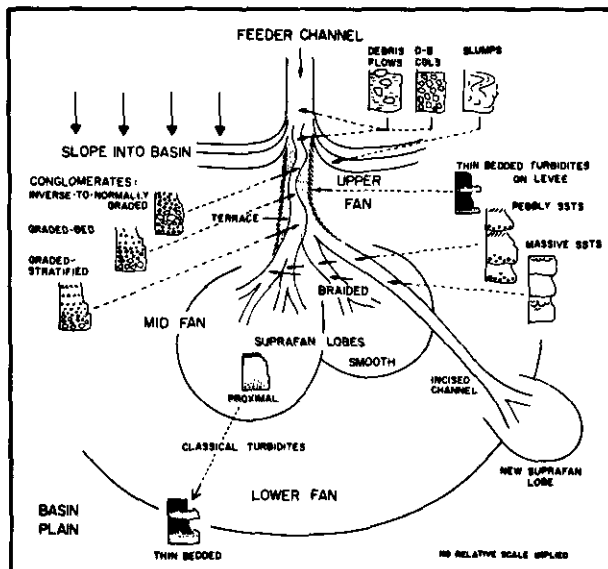 FEEDER CHANNEL
DEBRIS
FLOWS
D-B
CGLS
SLUMPS
SLOPE INTO BASIN
CONGLOMERATES:
INVERSE-TO-NORMALLY
GRADED
GRADED-BED
GRADED-
STRATIFIED
TERRACE
UPPER
FAN
THIN BEDDED TURBIDITES
ON LEVEE
PEBBLY SSTS
MASSIVE SSTS
MID FAN
BRAIDED
SUPRAFAN LOBES
SMOOTH
PROXIMAL
INCISED
CHANNEL
CLASSICAL TURBIDITES
NEW SUPRAFAN
LOBE
LOWER FAN
BASIN
PLAIN
THIN BEDDED
NO RELATIVE SCALE IMPLIED